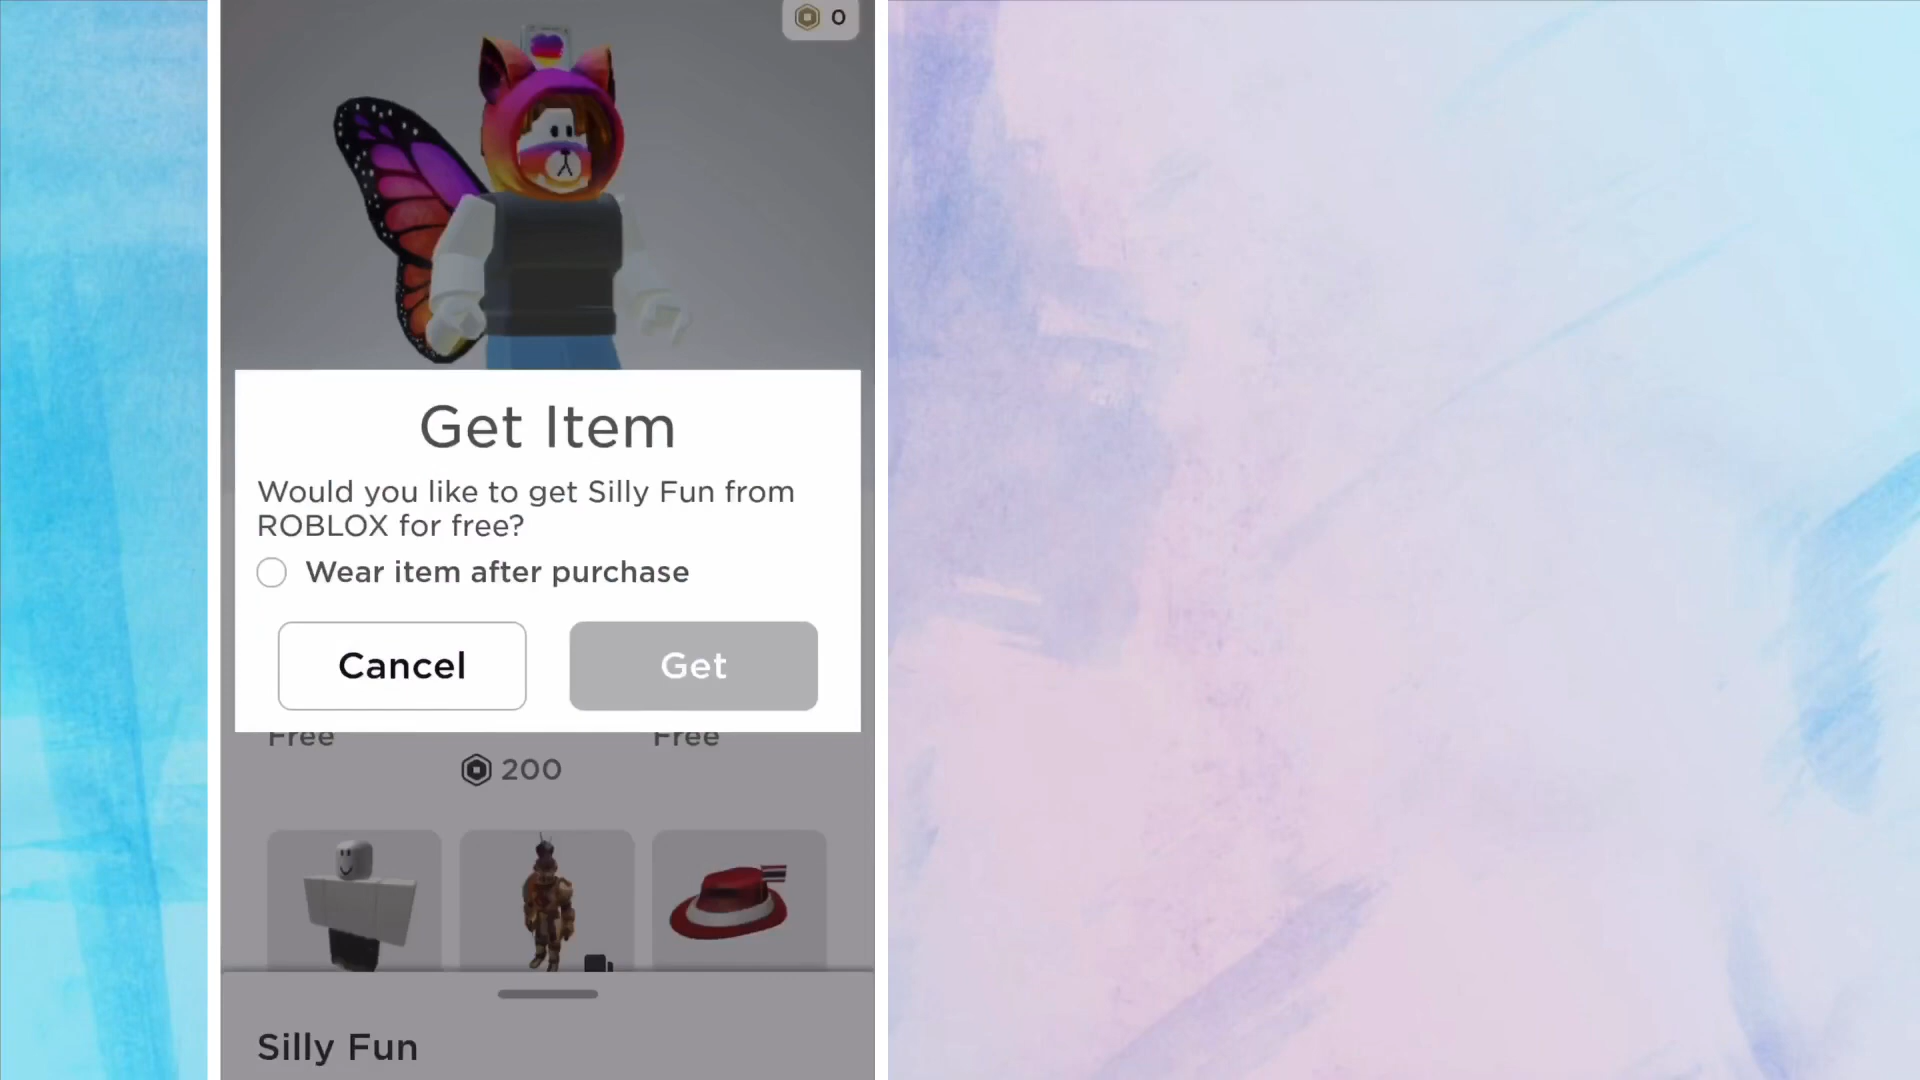 0
Get Item
Would you like to get Silly Fun from
ROBLOX for free?
Wear item after purchase
Cancel
Get
Free
Free
200
Silly Fun